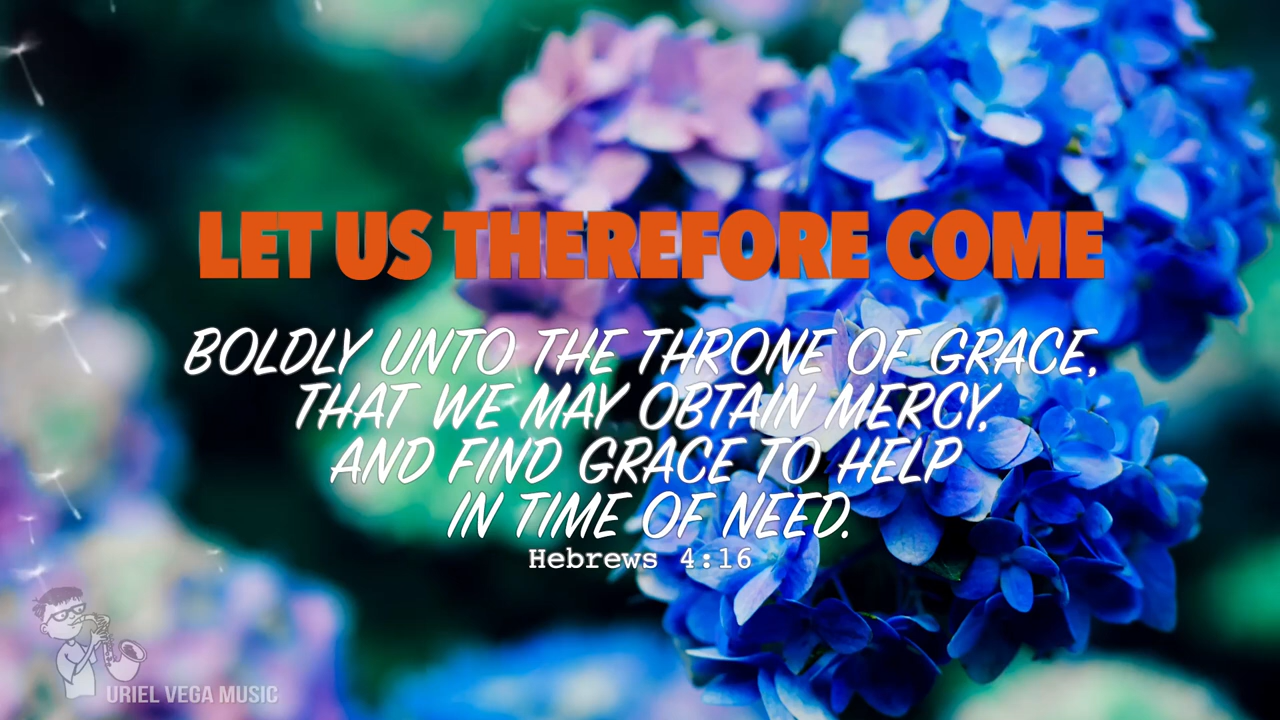 LET US THEREFORE COME
BOLDLY UNTO THE THRONE OF GRACE,
THAT WE MAY OBTAIN MERCY,
AND FIND GRACE TO HELP
IN TIME OF NEED.
Hebrews 4:16
URIEL VEGA MUSIC